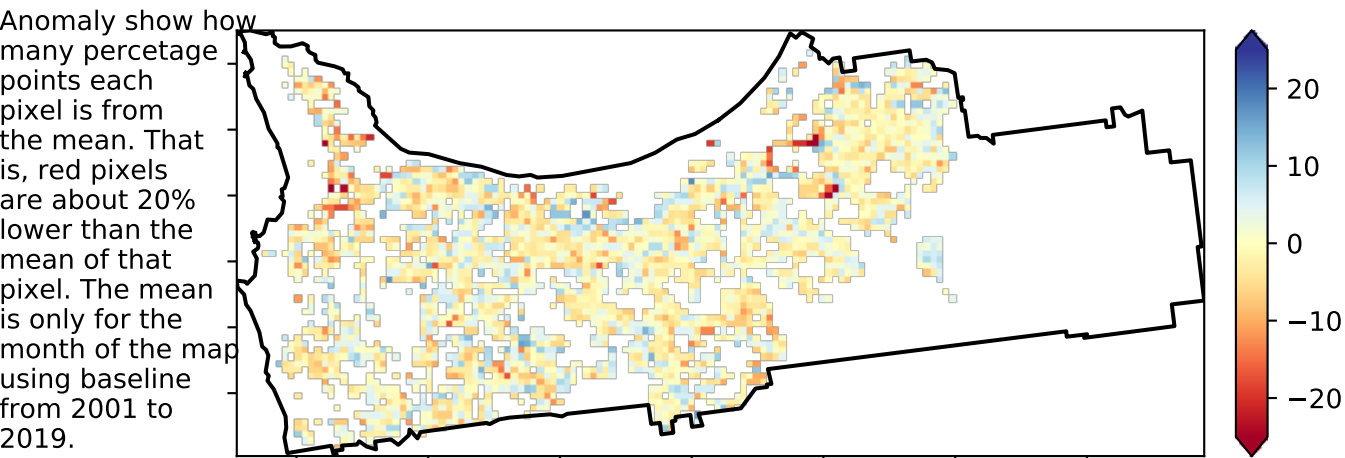 Anomaly show how
many percetage
points each
pixel is from
the mean. That
is, red pixels
are about 20%
lower than the
mean of that
pixel. The mean
is only for the
month of the map
using baseline
from 2001 to
2019.
20
10
0
−10
−20